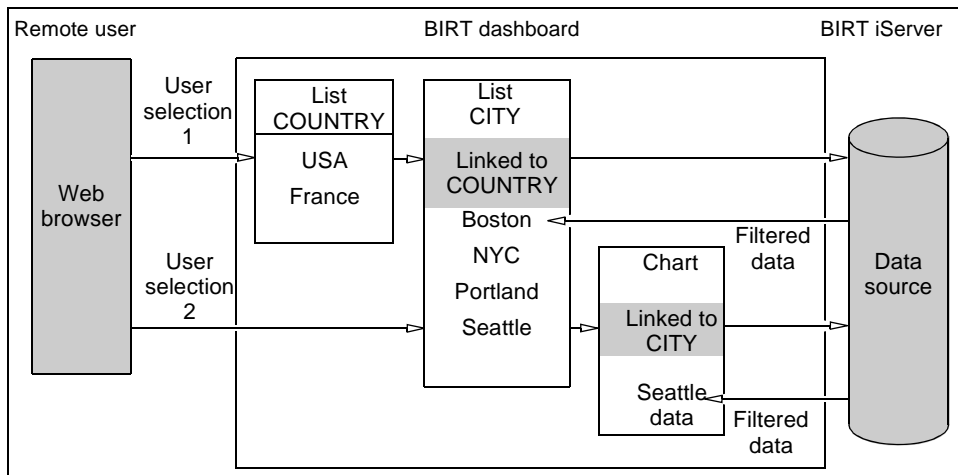 Remote user
BIRT dashboard
BIRT iServer
User
selection
1
List
COUNTRY
USA
France
List
CITY
Linked to
COUNTRY
Boston
NYC
Portland
Seattle
Web
browser
User
selection
2
Filtered
data
Chart
Linked to
CITY
Seattle
data
Filtered
data
Data
source